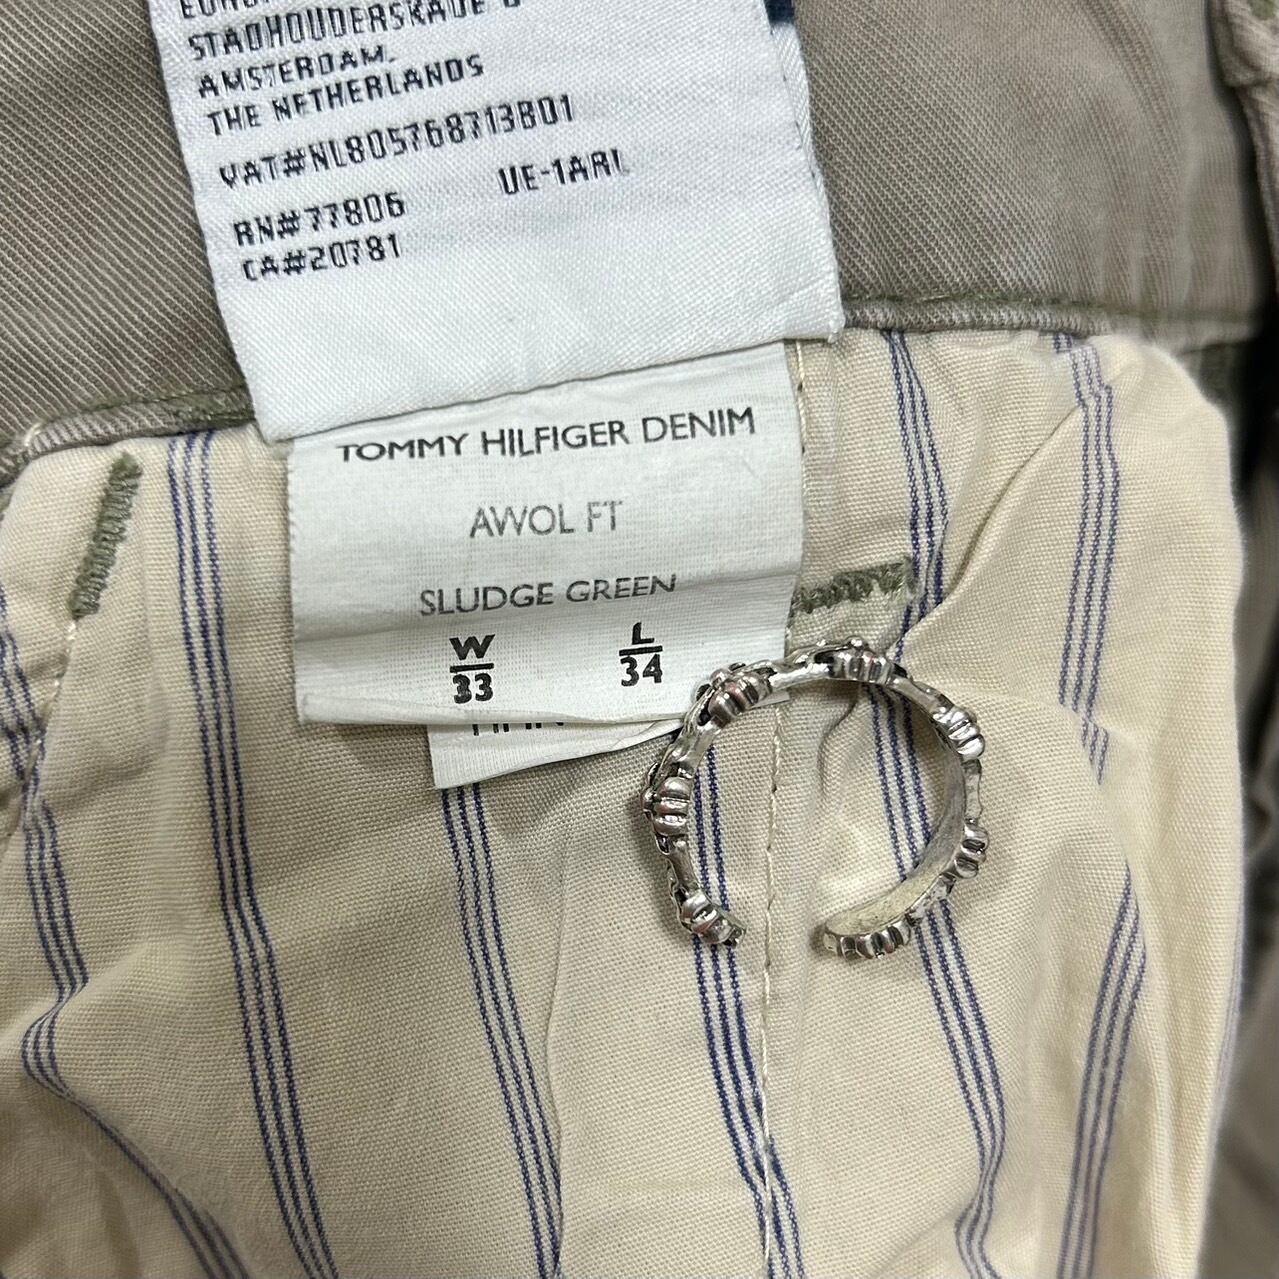 STADHOUDERSKADE 6
AMSTERDAM.
THE NETHERLANDS
VAT#NL805768713B01
UE-1ARL
RN#77806
CA#20781
TOMMY HILFIGER DENIM
AWOL FT
SLUDGE GREEN
W L
33 34